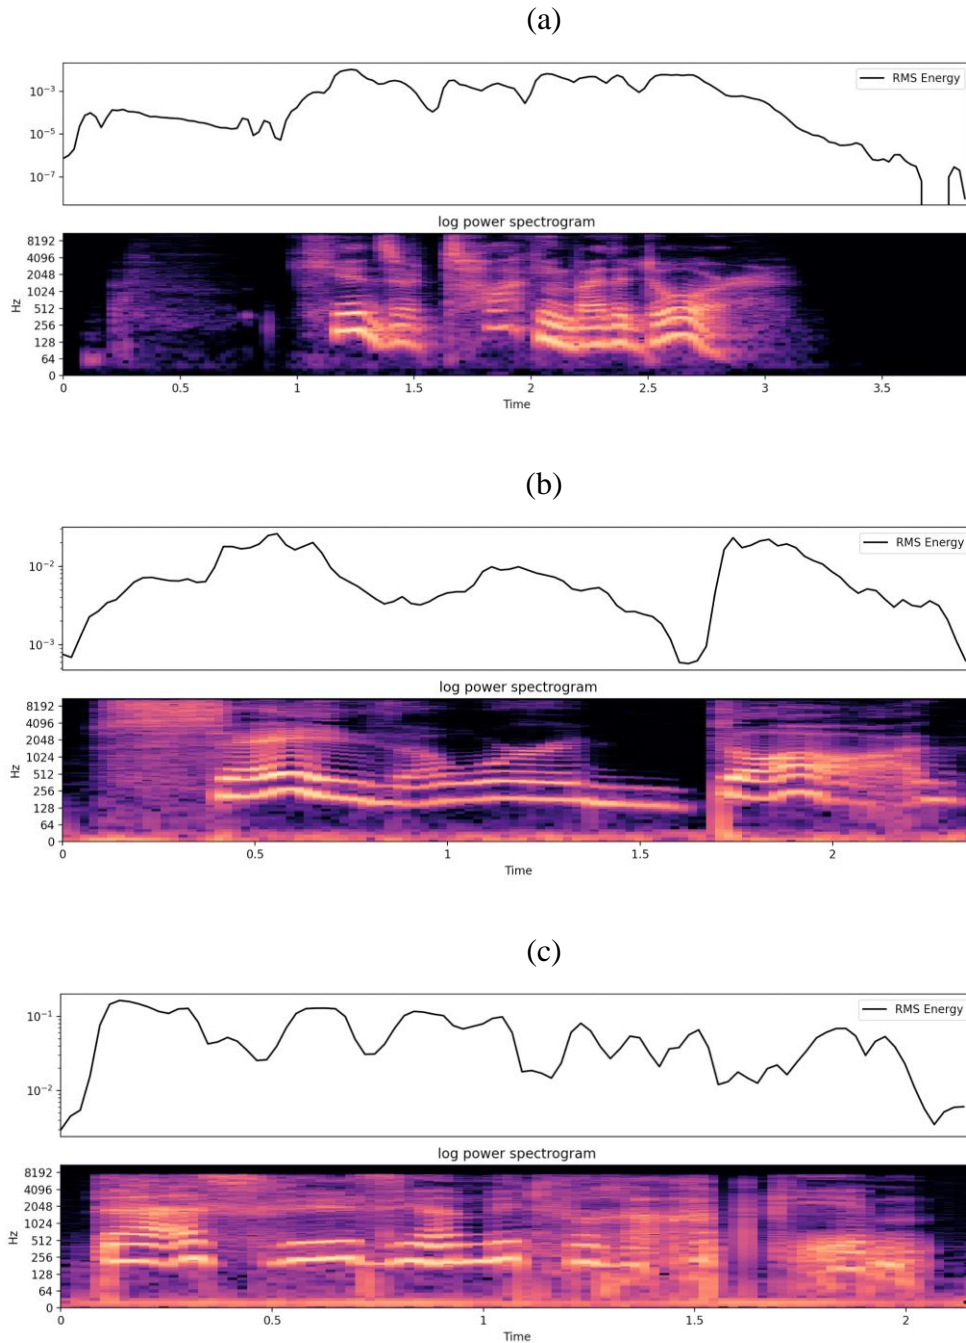 (a)
10⁻³
10⁻⁵
10⁻⁷
RMS Energy
log power spectrogram
Hz
8192
4096
2048
1024
512
256
128
64
0
0 0.5 1 1.5 2 2.5 3 3.5
Time
(b)
10⁻²
10⁻³
RMS Energy
log power spectrogram
Hz
8192
4096
2048
1024
512
256
128
64
0
0 0.5 1 1.5 2
Time
(c)
10⁻¹
10⁻²
RMS Energy
log power spectrogram
Hz
8192
4096
2048
1024
512
256
128
64
0
0 0.5 1 1.5 2
Time